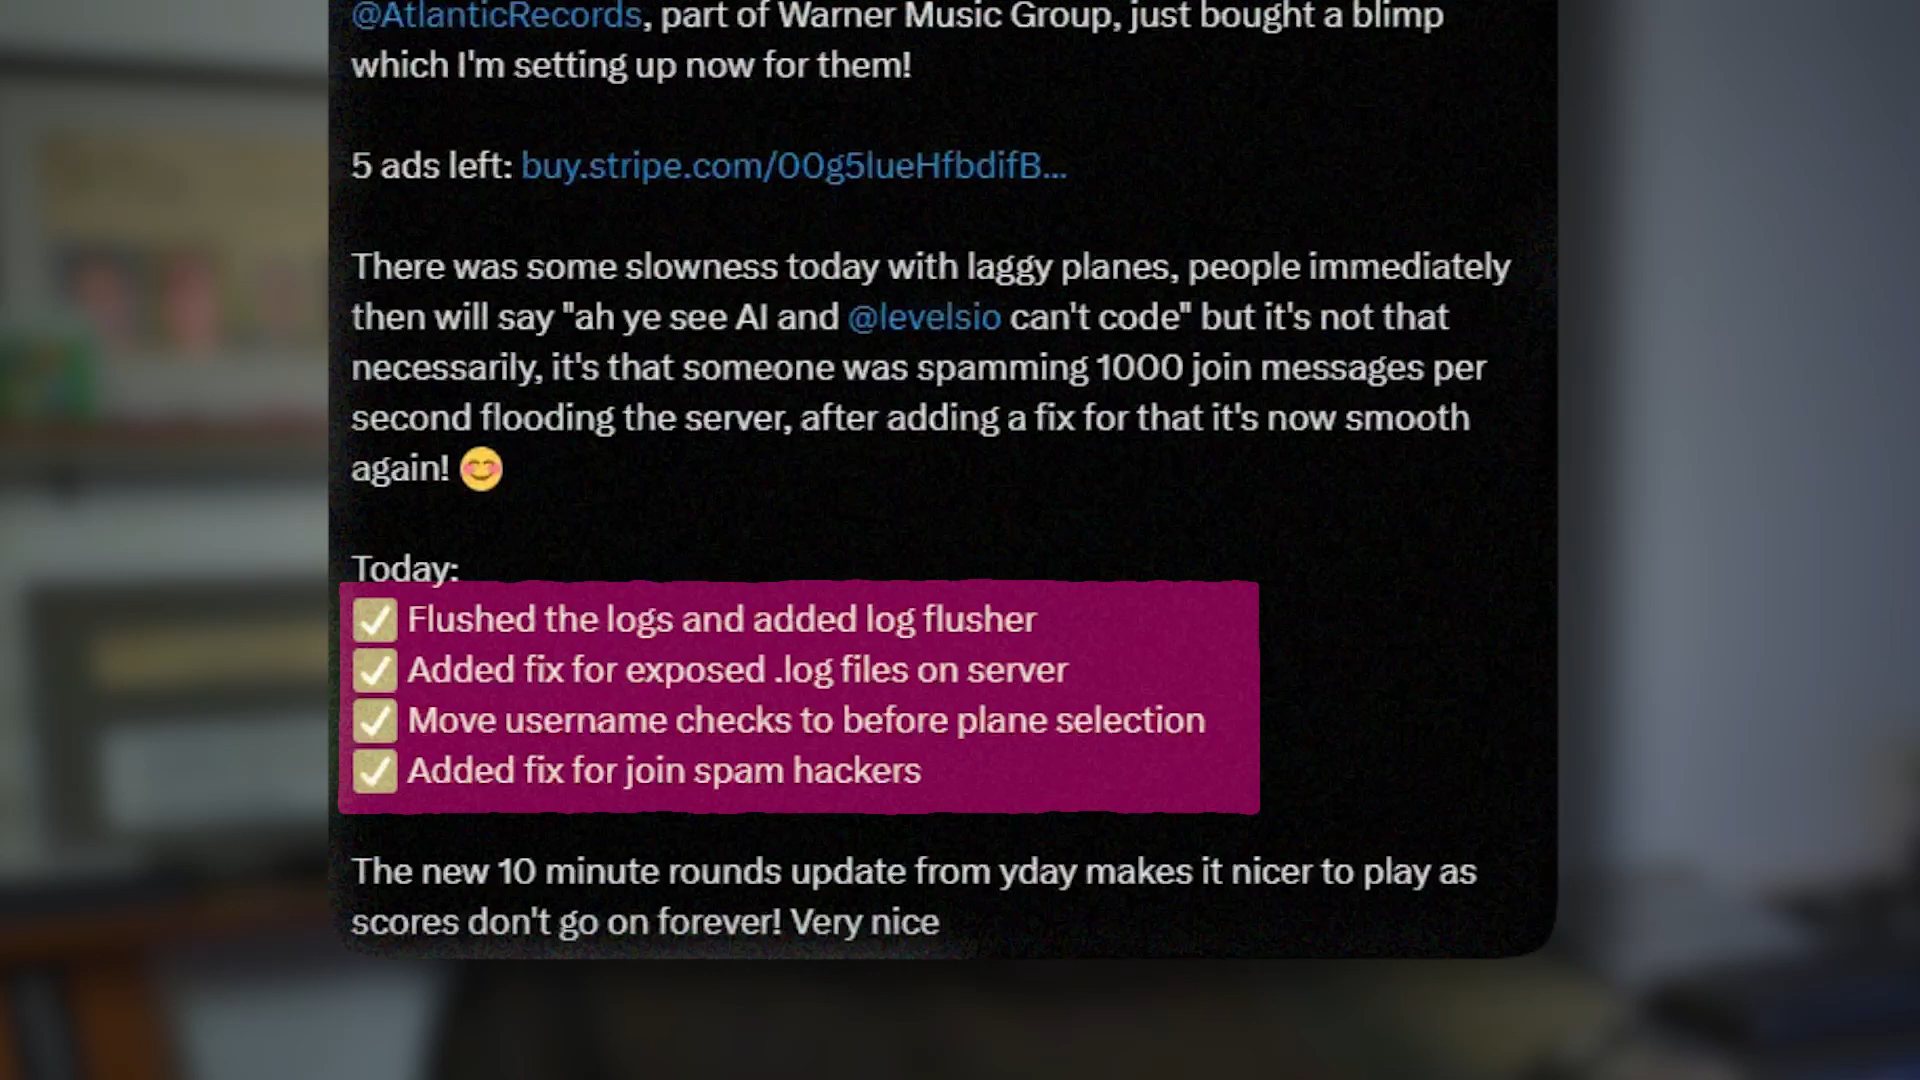 @AtlanticRecords, part of Warner Music Group, just bought a blimp
which I'm setting up now for them!
5 ads left: buy.stripe.com/00g5lueHfbdifB...
There was some slowness today with laggy planes, people immediately
then will say "ah ye see AI and @levelsio can't code" but it's not that
necessarily, it's that someone was spamming 1000 join messages per
second flooding the server, after adding a fix for that it's now smooth
again! 😊
Today:
✅ Flushed the logs and added log flusher
✅ Added fix for exposed .log files on server
✅ Move username checks to before plane selection
✅ Added fix for join spam hackers
The new 10 minute rounds update from yday makes it nicer to play as
scores don't go on forever! Very nice